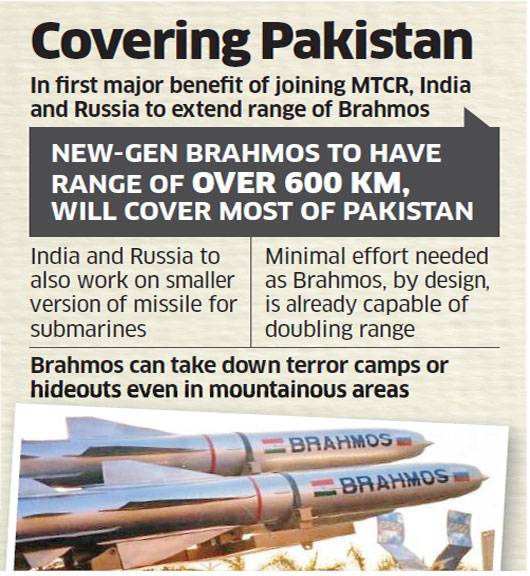 Covering Pakistan
In first major benefit of joining MTCR, India
and Russia to extend range of Brahmos
NEW-GEN BRAHMOS TO HAVE
RANGE OF OVER 600 KM,
WILL COVER MOST OF PAKISTAN
India and Russia to
also work on smaller
version of missile for
submarines
Minimal effort needed
as Brahmos, by design,
is already capable of
doubling range
Brahmos can take down terror camps or
hideouts even in mountainous areas
BRAHMOS
BRAHMOS